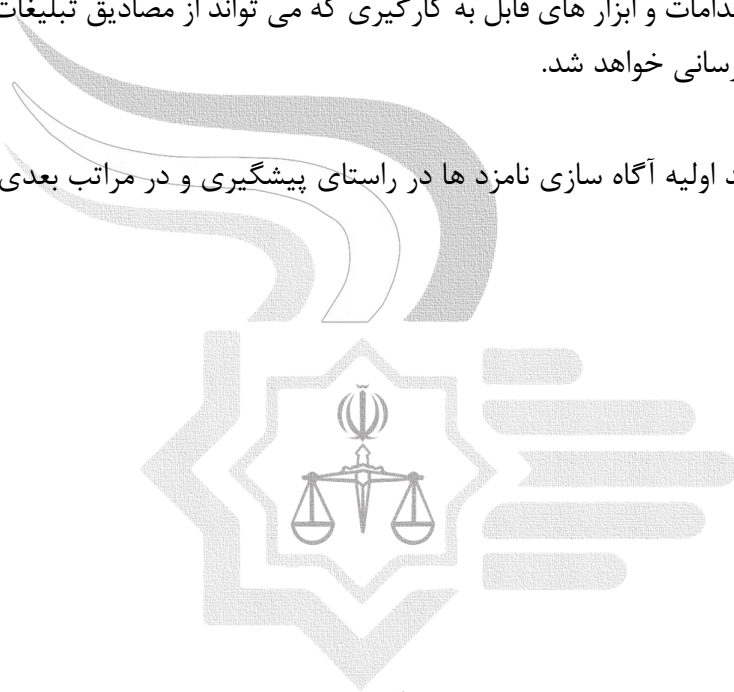 دامات و ابزار های قابل به کارگیری که می تواند از مصادیق تبلیغات
رسانی خواهد شد.
د اولیه آگاه سازی نامزد ها در راستای پیشگیری و در مراتب بعدی